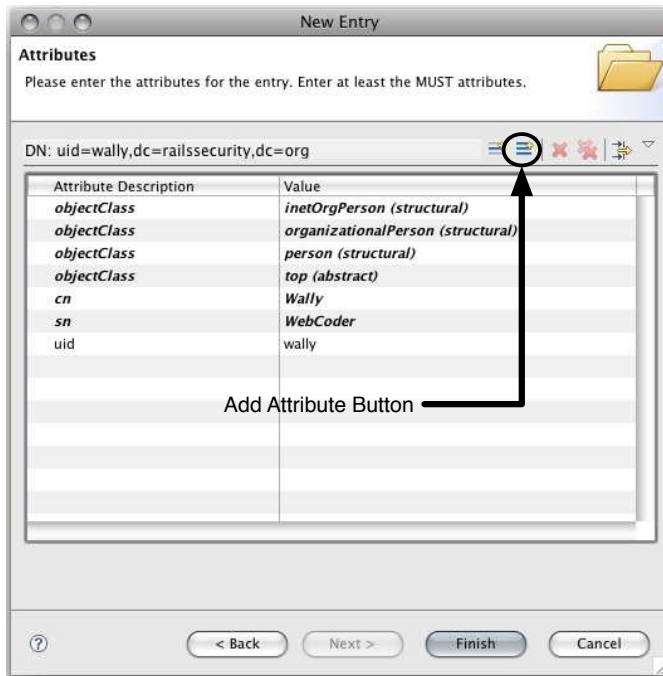 New Entry
Attributes
Please enter the attributes for the entry. Enter at least the MUST attributes.
DN: uid=wally,dc=railssecurity,dc=org
Attribute Description Value
objectClass inetOrgPerson (structural)
objectClass organizationalPerson (structural)
objectClass person (structural)
objectClass top (abstract)
cn Wally
sn WebCoder
uid wally
Add Attribute Button
? < Back Next > Finish Cancel